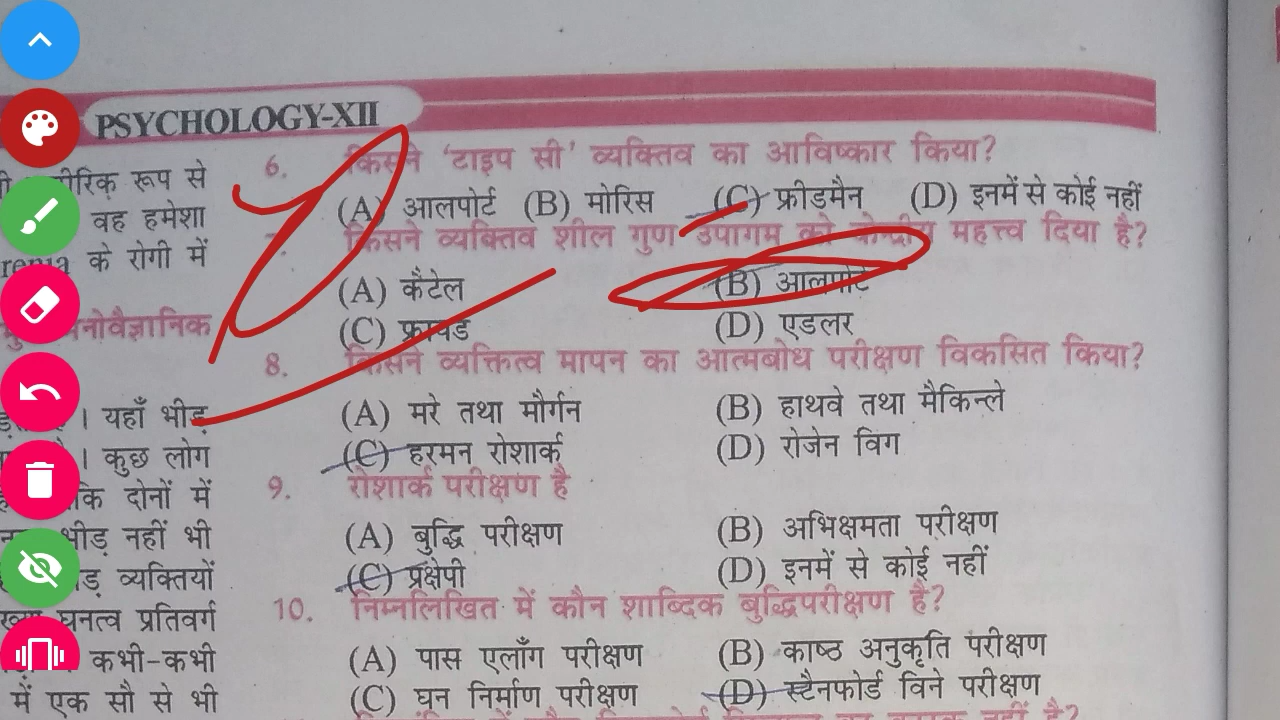 PSYCHOLOGY-XII
रूप से
वह हमेशा
के रोगी में
। यहाँ भीड़
। कुछ लोग
कि दोनों में
भीड़ नहीं भी
व्यक्तियों
घनत्व प्रतिवर्ग
कभी-कभी
में एक सौ से भी
6. किसने 'टाइप सी' व्यक्तिव का आविष्कार किया?
(A) आलपोर्ट (B) मोरिस (C) फ्रीडमैन (D) इनमें से कोई नहीं
किसने व्यक्तिव शील गुण उपागम को केन्द्रीय महत्त्व दिया है?
(A) कैटेल (B) आलपोर्ट
(C) फ्रायड (D) एडलर
8. किसने व्यक्तित्व मापन का आत्मबोध परीक्षण विकसित किया?
(A) मरे तथा मौर्गन (B) हाथवे तथा मैकिन्ले
(C) हरमन रोशार्क (D) रोजेन विग
9. रोशार्क परीक्षण है
(A) बुद्धि परीक्षण (B) अभिक्षमता परीक्षण
(C) प्रक्षेपी (D) इनमें से कोई नहीं
10. निम्नलिखित में कौन शाब्दिक बुद्धिपरीक्षण है?
(A) पास एलाँग परीक्षण (B) काष्ठ अनुकृति परीक्षण
(C) घन निर्माण परीक्षण (D) स्टैनफोर्ड विने परीक्षण